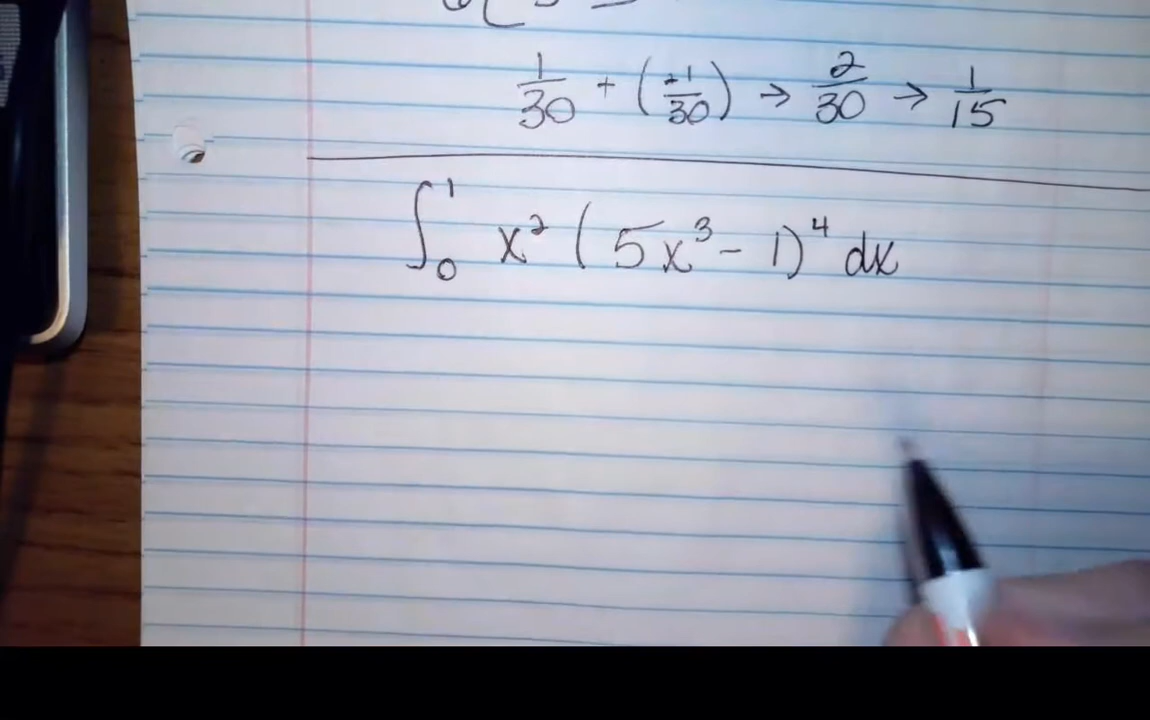 1/30 + (-1/30) → 2/30 → 1/15
∫₀¹ x² (5x³ - 1)⁴ dx